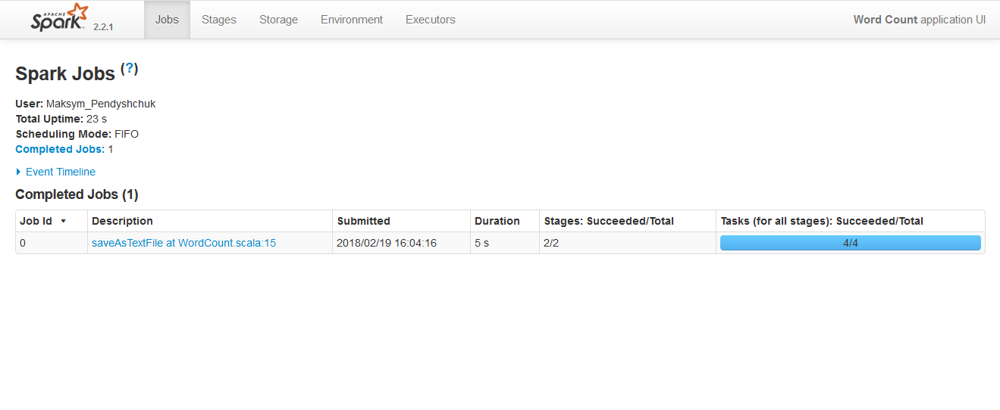 APACHE
Spark 2.2.1 Jobs Stages Storage Environment Executors Word Count application UI
Spark Jobs (?)
User: Maksym_Pendyshchuk
Total Uptime: 23 s
Scheduling Mode: FIFO
Completed Jobs: 1
Event Timeline
Completed Jobs (1)
Job Id ▼ Description Submitted Duration Stages: Succeeded/Total Tasks (for all stages): Succeeded/Total
0 saveAsTextFile at WordCount.scala:15 2018/02/19 16:04:16 5 s 2/2 4/4